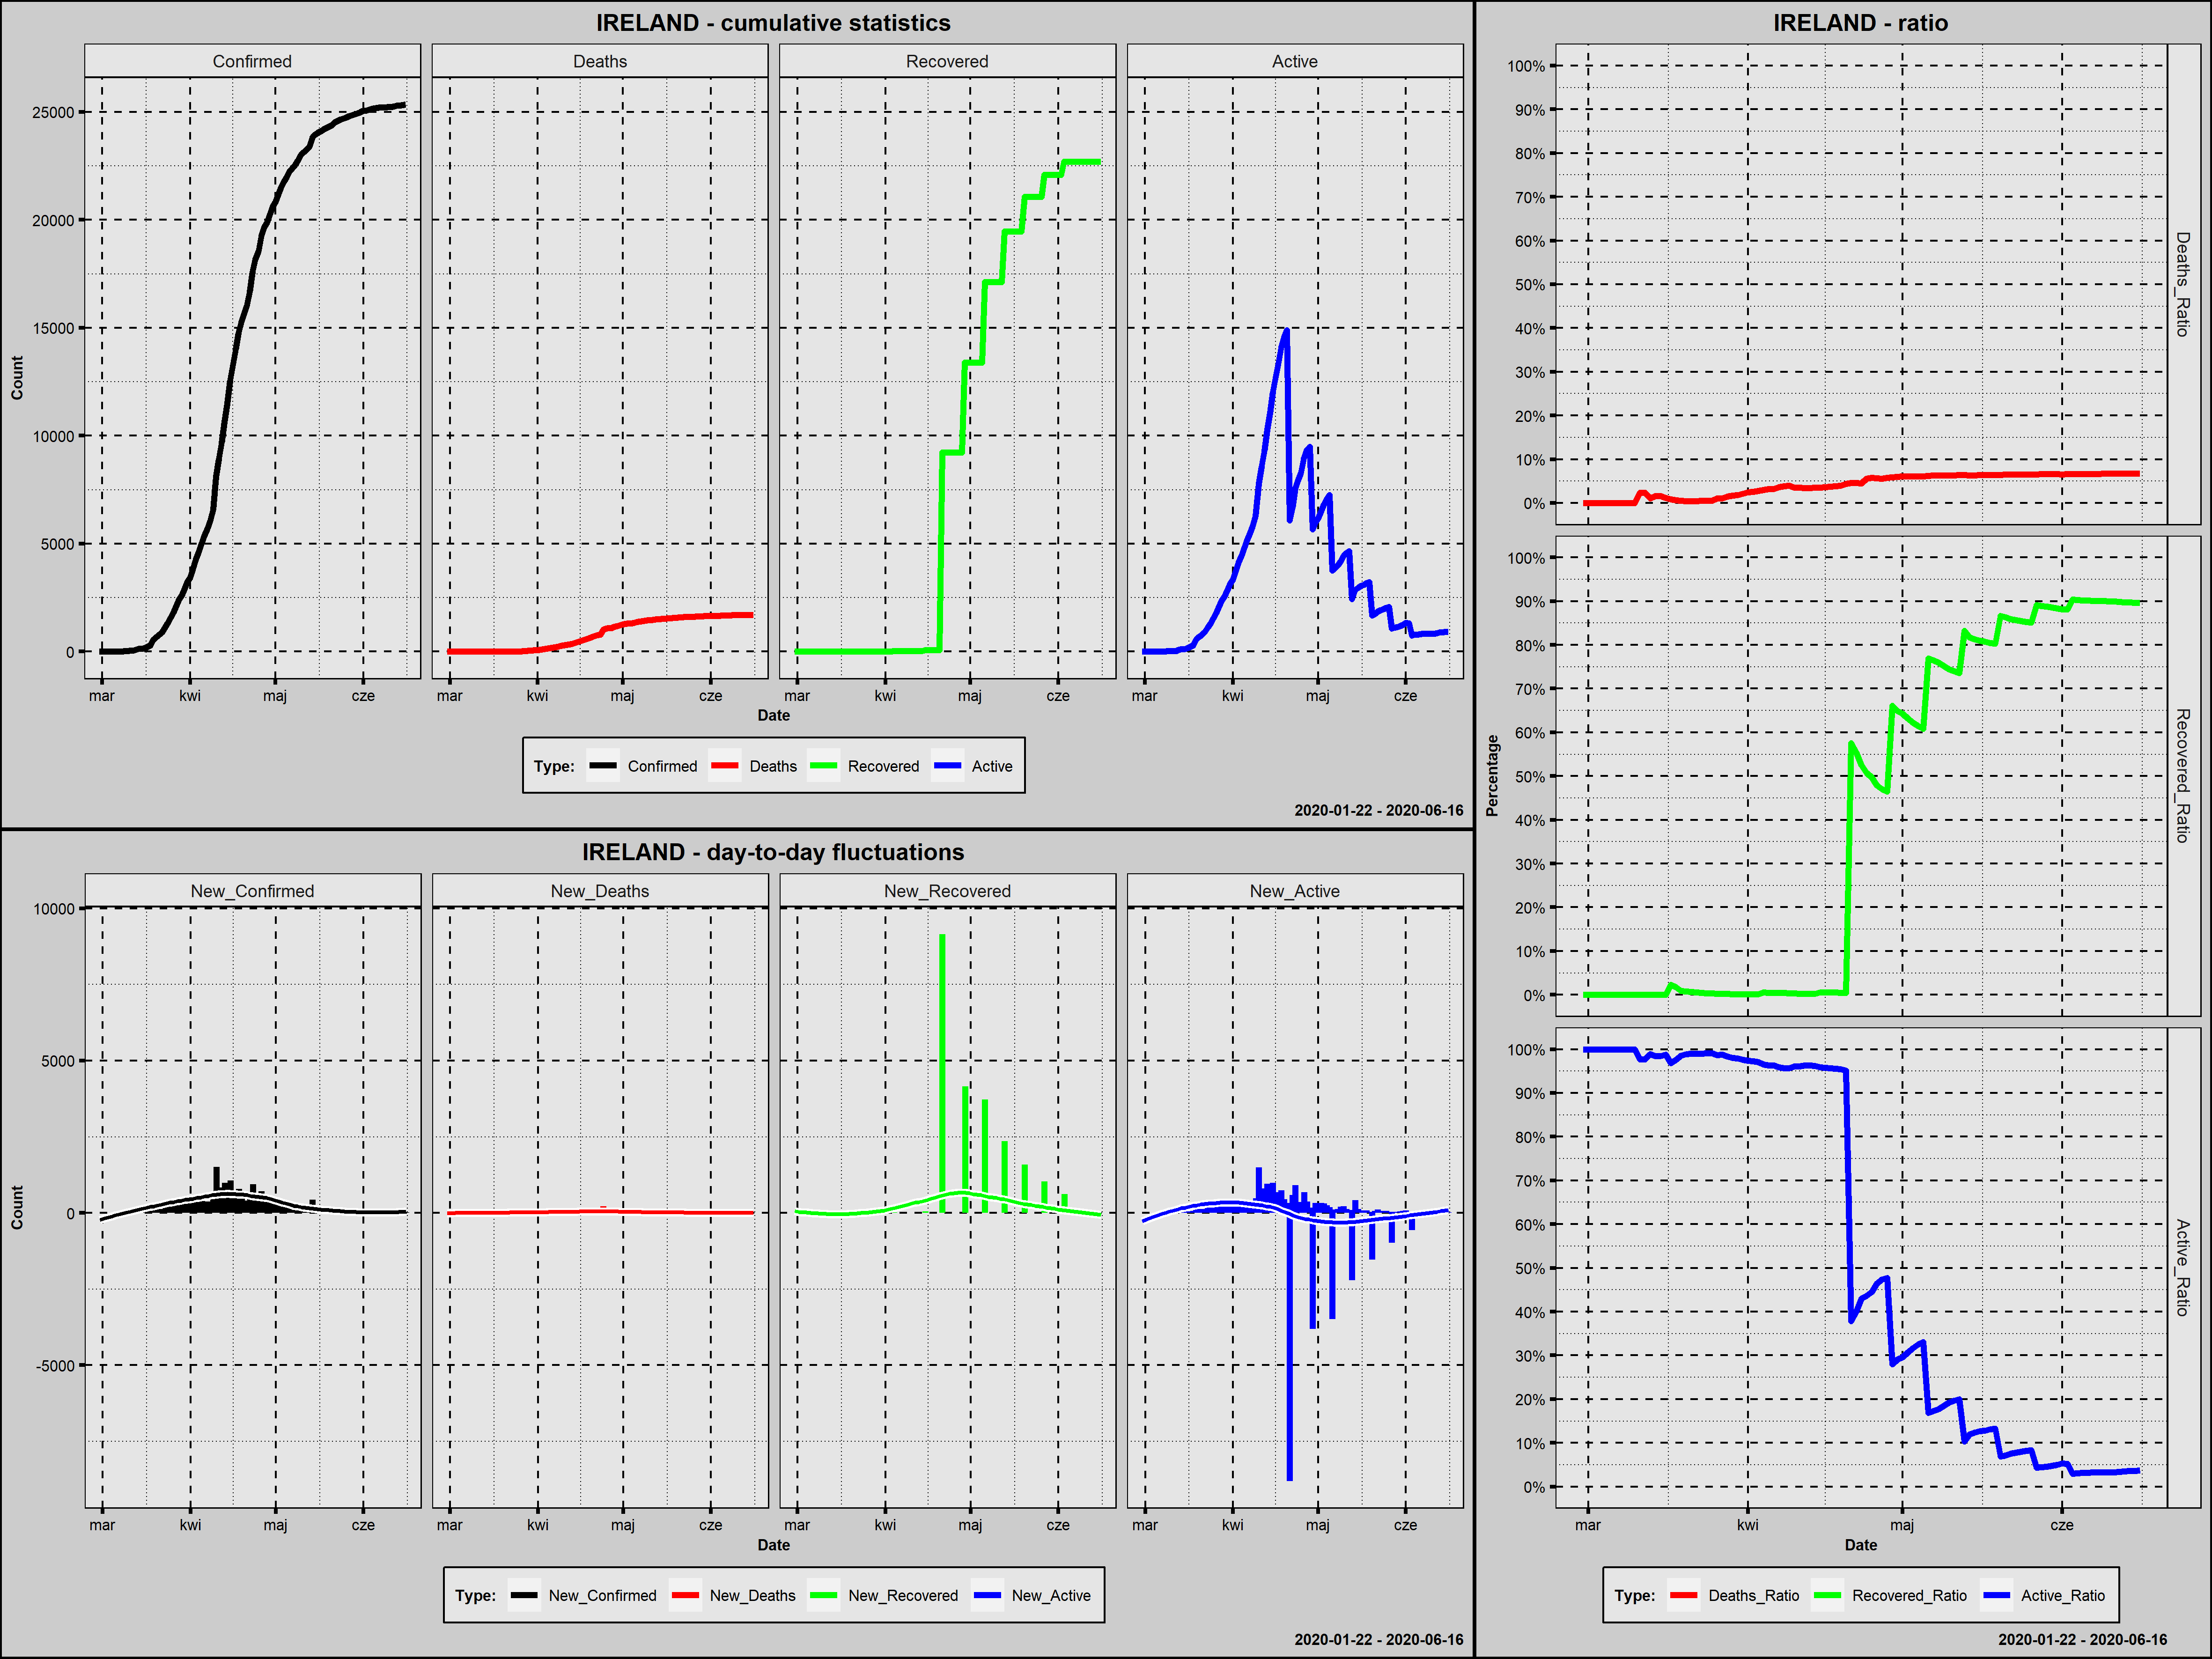 IRELAND - cumulative statistics
Confirmed Deaths Recovered Active
25000
20000
15000
10000
5000
0
Count
mar kwi maj cze mar kwi maj cze mar kwi maj cze mar kwi maj cze
Date
Type: Confirmed Deaths Recovered Active
2020-01-22 - 2020-06-16
IRELAND - day-to-day fluctuations
New_Confirmed New_Deaths New_Recovered New_Active
10000
5000
0
-5000
Count
mar kwi maj cze mar kwi maj cze mar kwi maj cze mar kwi maj cze
Date
Type: New_Confirmed New_Deaths New_Recovered New_Active
2020-01-22 - 2020-06-16
IRELAND - ratio
100%
90%
80%
70%
60%
50%
40%
30%
20%
10%
0%
Deaths_Ratio
100%
90%
80%
70%
60%
50%
40%
30%
20%
10%
0%
Recovered_Ratio
Percentage
100%
90%
80%
70%
60%
50%
40%
30%
20%
10%
0%
Active_Ratio
mar kwi maj cze
Date
Type: Deaths_Ratio Recovered_Ratio Active_Ratio
2020-01-22 - 2020-06-16